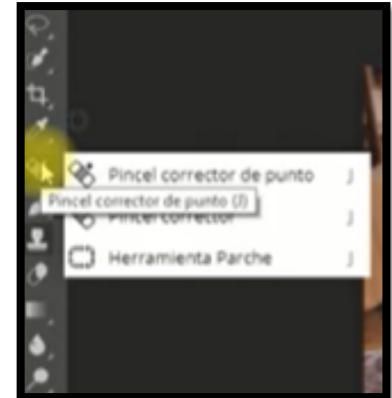 Pincel corrector de punto J
Pincel corrector de punto (J)
Pincel corrector J
Herramienta Parche J